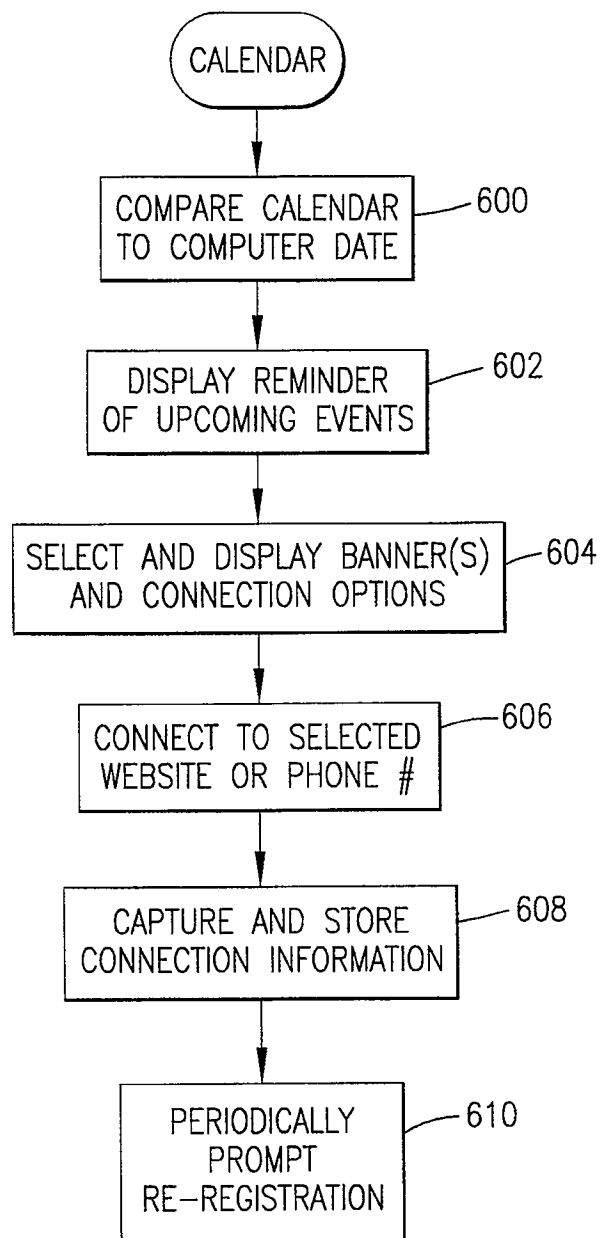 CALENDAR
COMPARE CALENDAR
TO COMPUTER DATE
600
DISPLAY REMINDER
OF UPCOMING EVENTS
602
SELECT AND DISPLAY BANNER(S)
AND CONNECTION OPTIONS
604
CONNECT TO SELECTED
WEBSITE OR PHONE #
606
CAPTURE AND STORE
CONNECTION INFORMATION
608
PERIODICALLY
PROMPT
RE-REGISTRATION
610